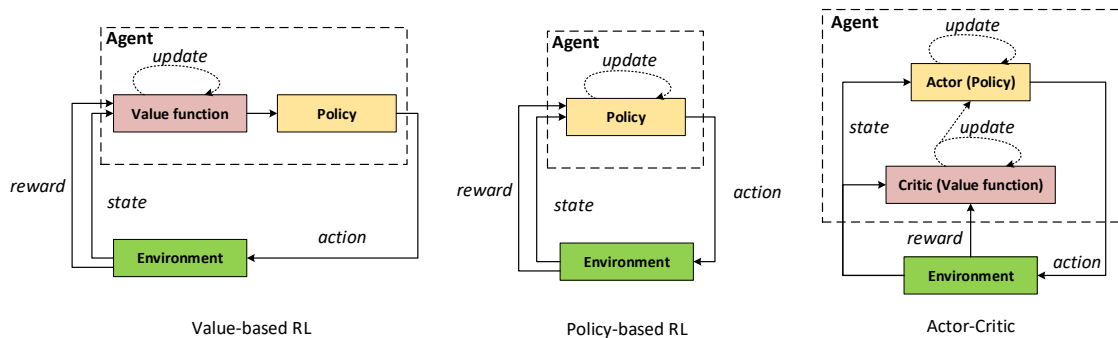 Agent
update
Value function
Policy
reward
state
action
Environment
Value-based RL
Agent
update
Policy
reward
state
action
Environment
Policy-based RL
Agent
update
Actor (Policy)
state
update
Critic (Value function)
reward
action
Environment
Actor-Critic